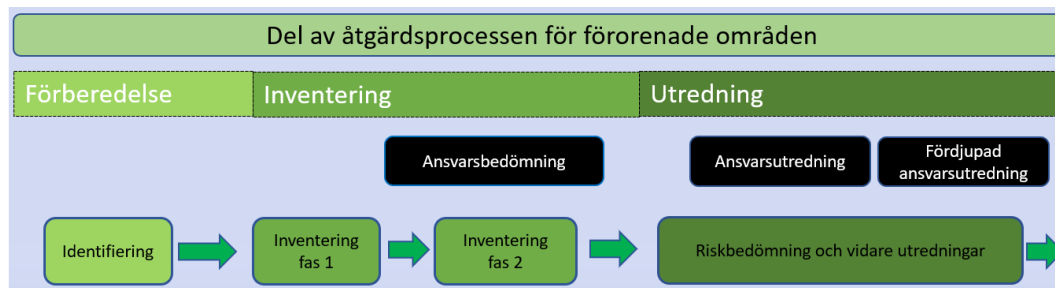 Del av åtgärdsprocessen för förorenade områden
Förberedelse
Inventering
Utredning
Ansvarsbedömning
Ansvarsutredning
Fördjupad
ansvarsutredning
Identifiering
Inventering
fas 1
Inventering
fas 2
Riskbedömning och vidare utredningar